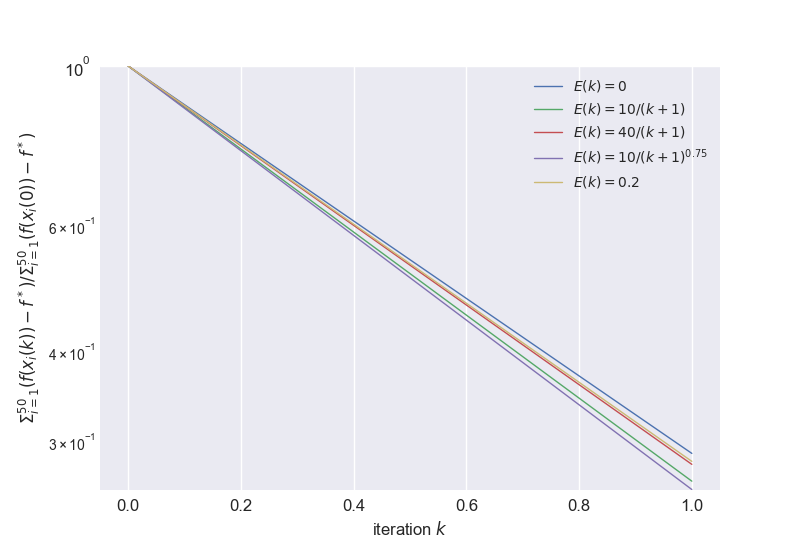 10^0
6 × 10^−1
4 × 10^−1
3 × 10^−1
Σ_{i=1}^{50}(f(x_i(k)) − f*)/Σ_{i=1}^{50}(f(x_i(0)) − f*)
E(k) = 0
E(k) = 10/(k + 1)
E(k) = 40/(k + 1)
E(k) = 10/(k + 1)^{0.75}
E(k) = 0.2
0.0 0.2 0.4 0.6 0.8 1.0
iteration k